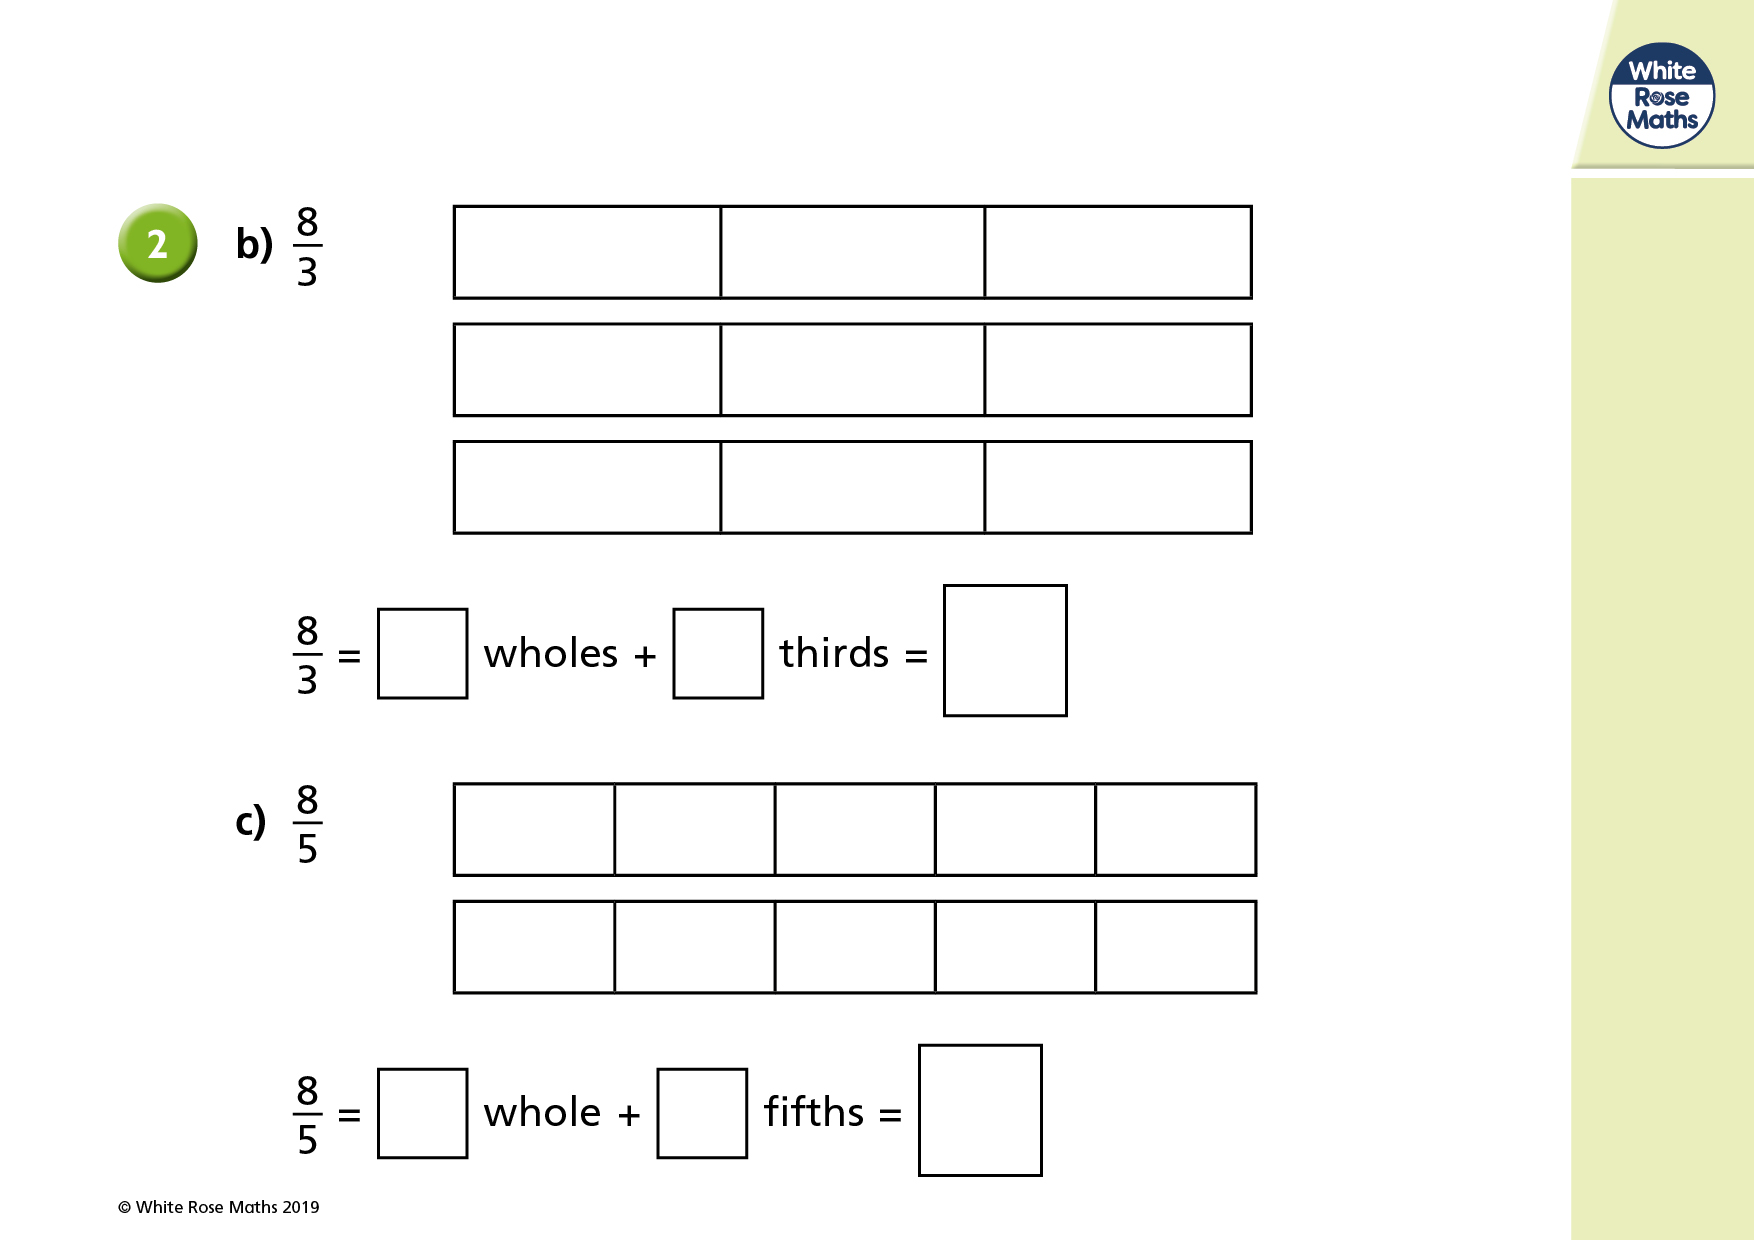 White
Rose
Maths
2 b) 8/3
8/3 = wholes + thirds =
c) 8/5
8/5 = whole + fifths =
© White Rose Maths 2019